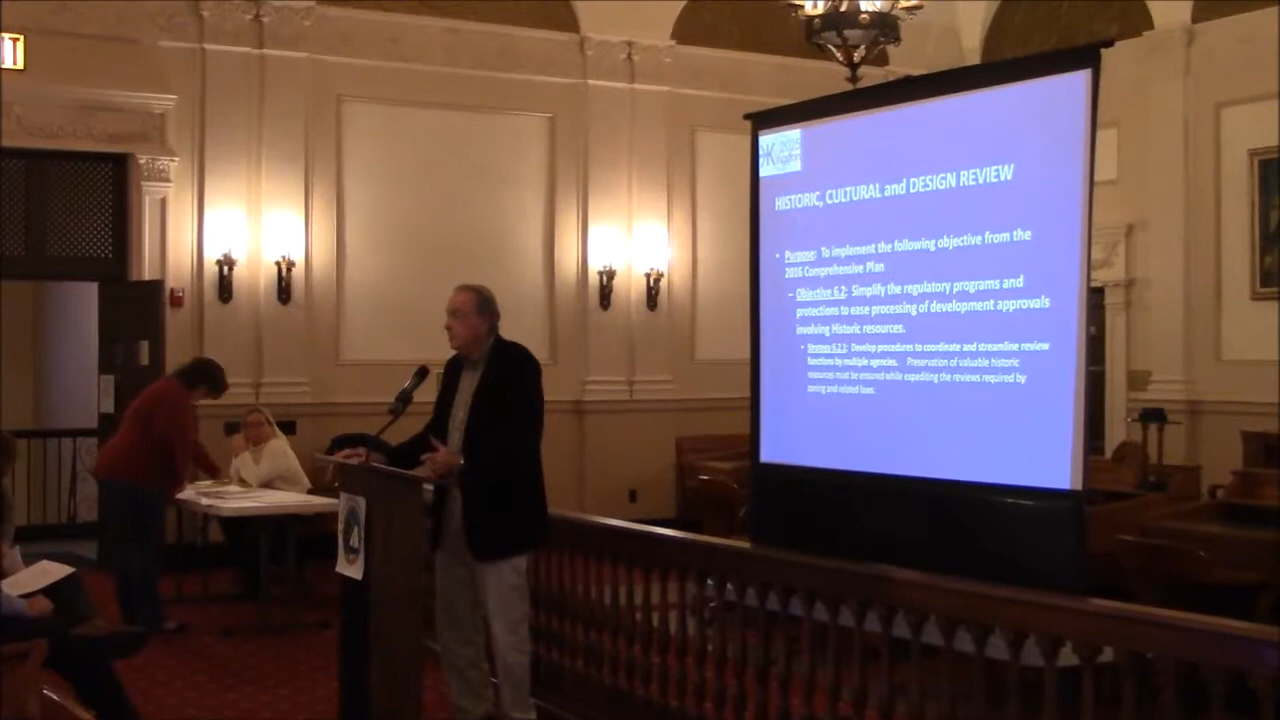 IT
2025
Kingston
HISTORIC, CULTURAL and DESIGN REVIEW
• Purpose: To implement the following objective from the
2016 Comprehensive Plan
– Objective 6.2: Simplify the regulatory programs and
protections to ease processing of development approvals
involving Historic resources.
• Strategy 6.2.1: Develop procedures to coordinate and streamline review
functions by multiple agencies. Preservation of valuable historic
resources must be ensured while expediting the reviews required by
zoning and related laws.